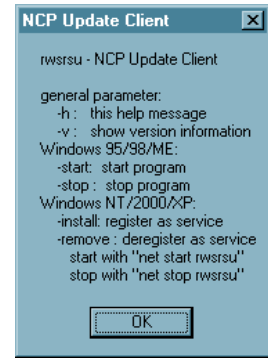 NCP Update Client
rwsrsu - NCP Update Client
general parameter:
-h : this help message
-v : show version information
Windows 95/98/ME:
-start: start program
-stop : stop program
Windows NT/2000/XP:
-install: register as service
-remove : deregister as service
start with "net start rwsrsu"
stop with "net stop rwsrsu"
OK